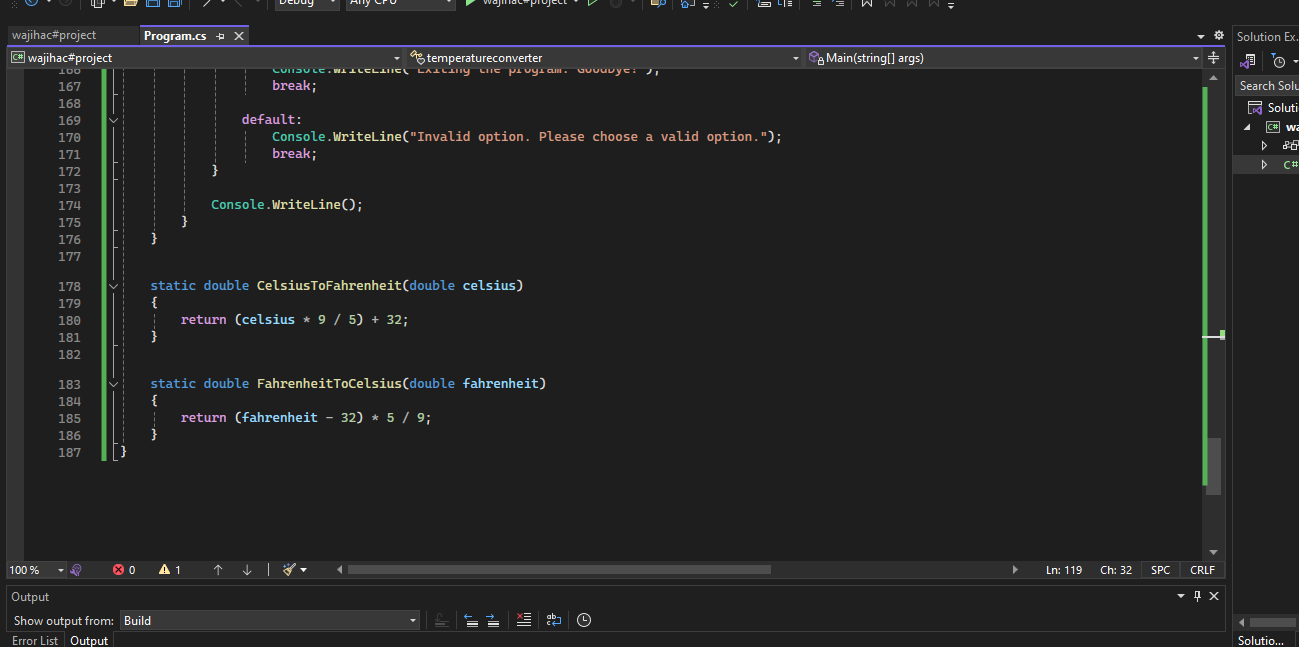 Debug Any CPU wajihac#project
wajihac#project Program.cs
Solution Ex.
wajihac#project temperatureconverter Main(string[] args)
Search Solu
166 Console.WriteLine("Exiting the program. Goodbye!");
167 break;
168
169 default:
170 Console.WriteLine("Invalid option. Please choose a valid option.");
171 break;
172 }
173
174 Console.WriteLine();
175 }
176 }
177
178 static double CelsiusToFahrenheit(double celsius)
179 {
180 return (celsius * 9 / 5) + 32;
181 }
182
183 static double FahrenheitToCelsius(double fahrenheit)
184 {
185 return (fahrenheit - 32) * 5 / 9;
186 }
187 }
Soluti
C# wa
C#
100 % 0 1 Ln: 119 Ch: 32 SPC CRLF
Output
Show output from: Build
Error List Output
Solutio...